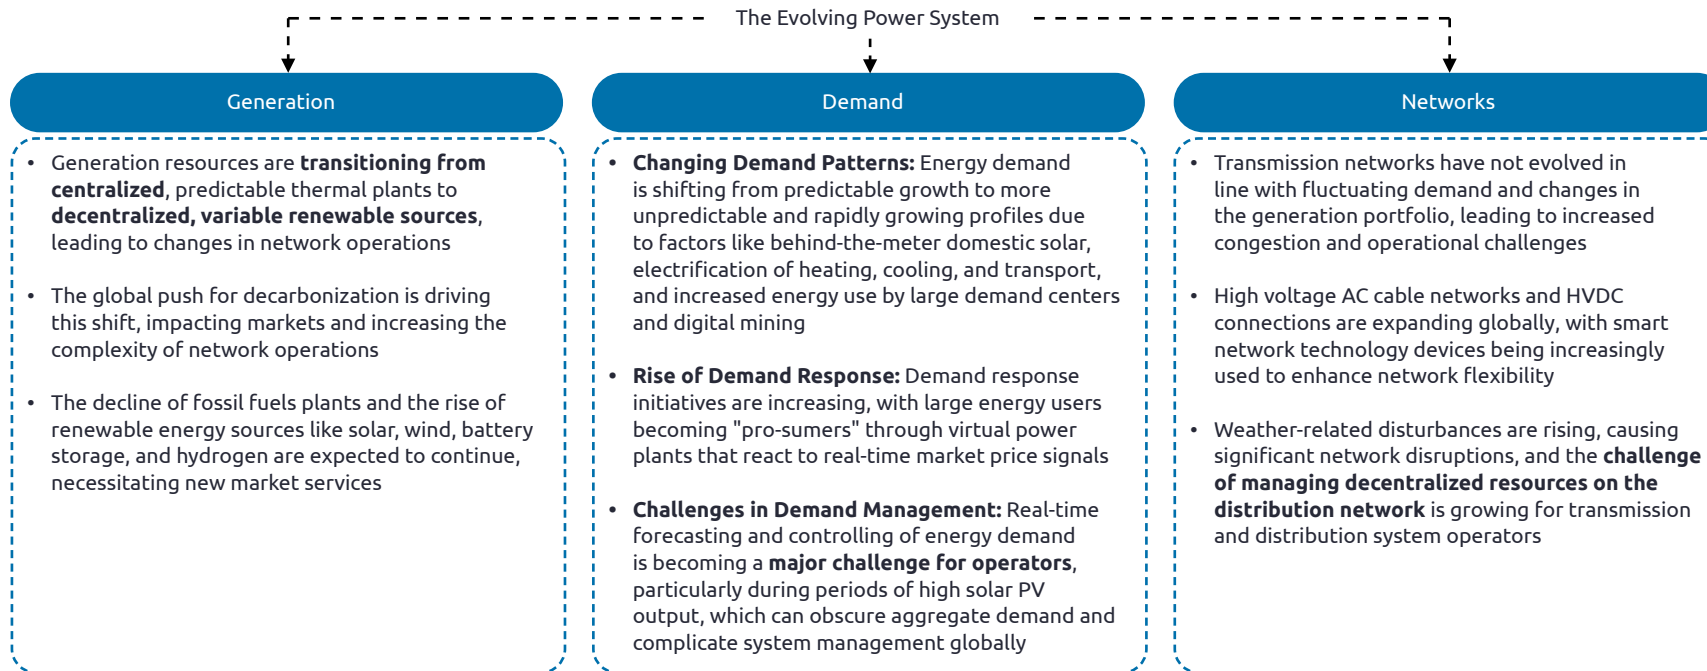 The Evolving Power System
Generation
• Generation resources are transitioning from
centralized, predictable thermal plants to
decentralized, variable renewable sources,
leading to changes in network operations
• The global push for decarbonization is driving
this shift, impacting markets and increasing the
complexity of network operations
• The decline of fossil fuels plants and the rise of
renewable energy sources like solar, wind, battery
storage, and hydrogen are expected to continue,
necessitating new market services
Demand
• Changing Demand Patterns: Energy demand
is shifting from predictable growth to more
unpredictable and rapidly growing profiles due
to factors like behind-the-meter domestic solar,
electrification of heating, cooling, and transport,
and increased energy use by large demand centers
and digital mining
• Rise of Demand Response: Demand response
initiatives are increasing, with large energy users
becoming "pro-sumers" through virtual power
plants that react to real-time market price signals
• Challenges in Demand Management: Real-time
forecasting and controlling of energy demand
is becoming a major challenge for operators,
particularly during periods of high solar PV
output, which can obscure aggregate demand and
complicate system management globally
Networks
• Transmission networks have not evolved in
line with fluctuating demand and changes in
the generation portfolio, leading to increased
congestion and operational challenges
• High voltage AC cable networks and HVDC
connections are expanding globally, with smart
network technology devices being increasingly
used to enhance network flexibility
• Weather-related disturbances are rising, causing
significant network disruptions, and the challenge
of managing decentralized resources on the
distribution network is growing for transmission
and distribution system operators